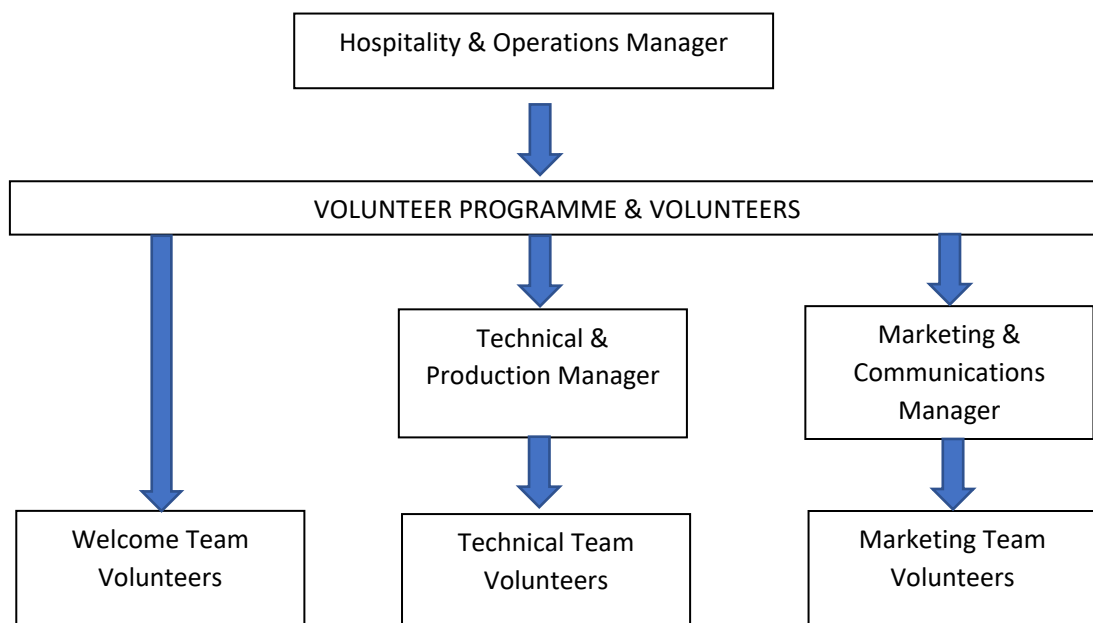 Hospitality & Operations Manager
VOLUNTEER PROGRAMME & VOLUNTEERS
Technical &
Production Manager
Marketing &
Communications
Manager
Welcome Team
Volunteers
Technical Team
Volunteers
Marketing Team
Volunteers